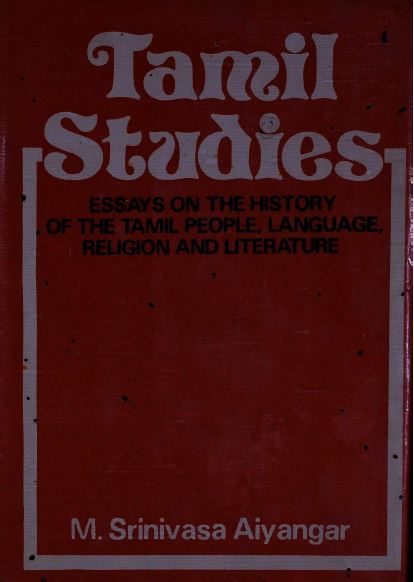 Tamil
Studies
ESSAYS ON THE HISTORY
OF THE TAMIL PEOPLE, LANGUAGE,
RELIGION AND LITERATURE
M. Srinivasa Aiyangar